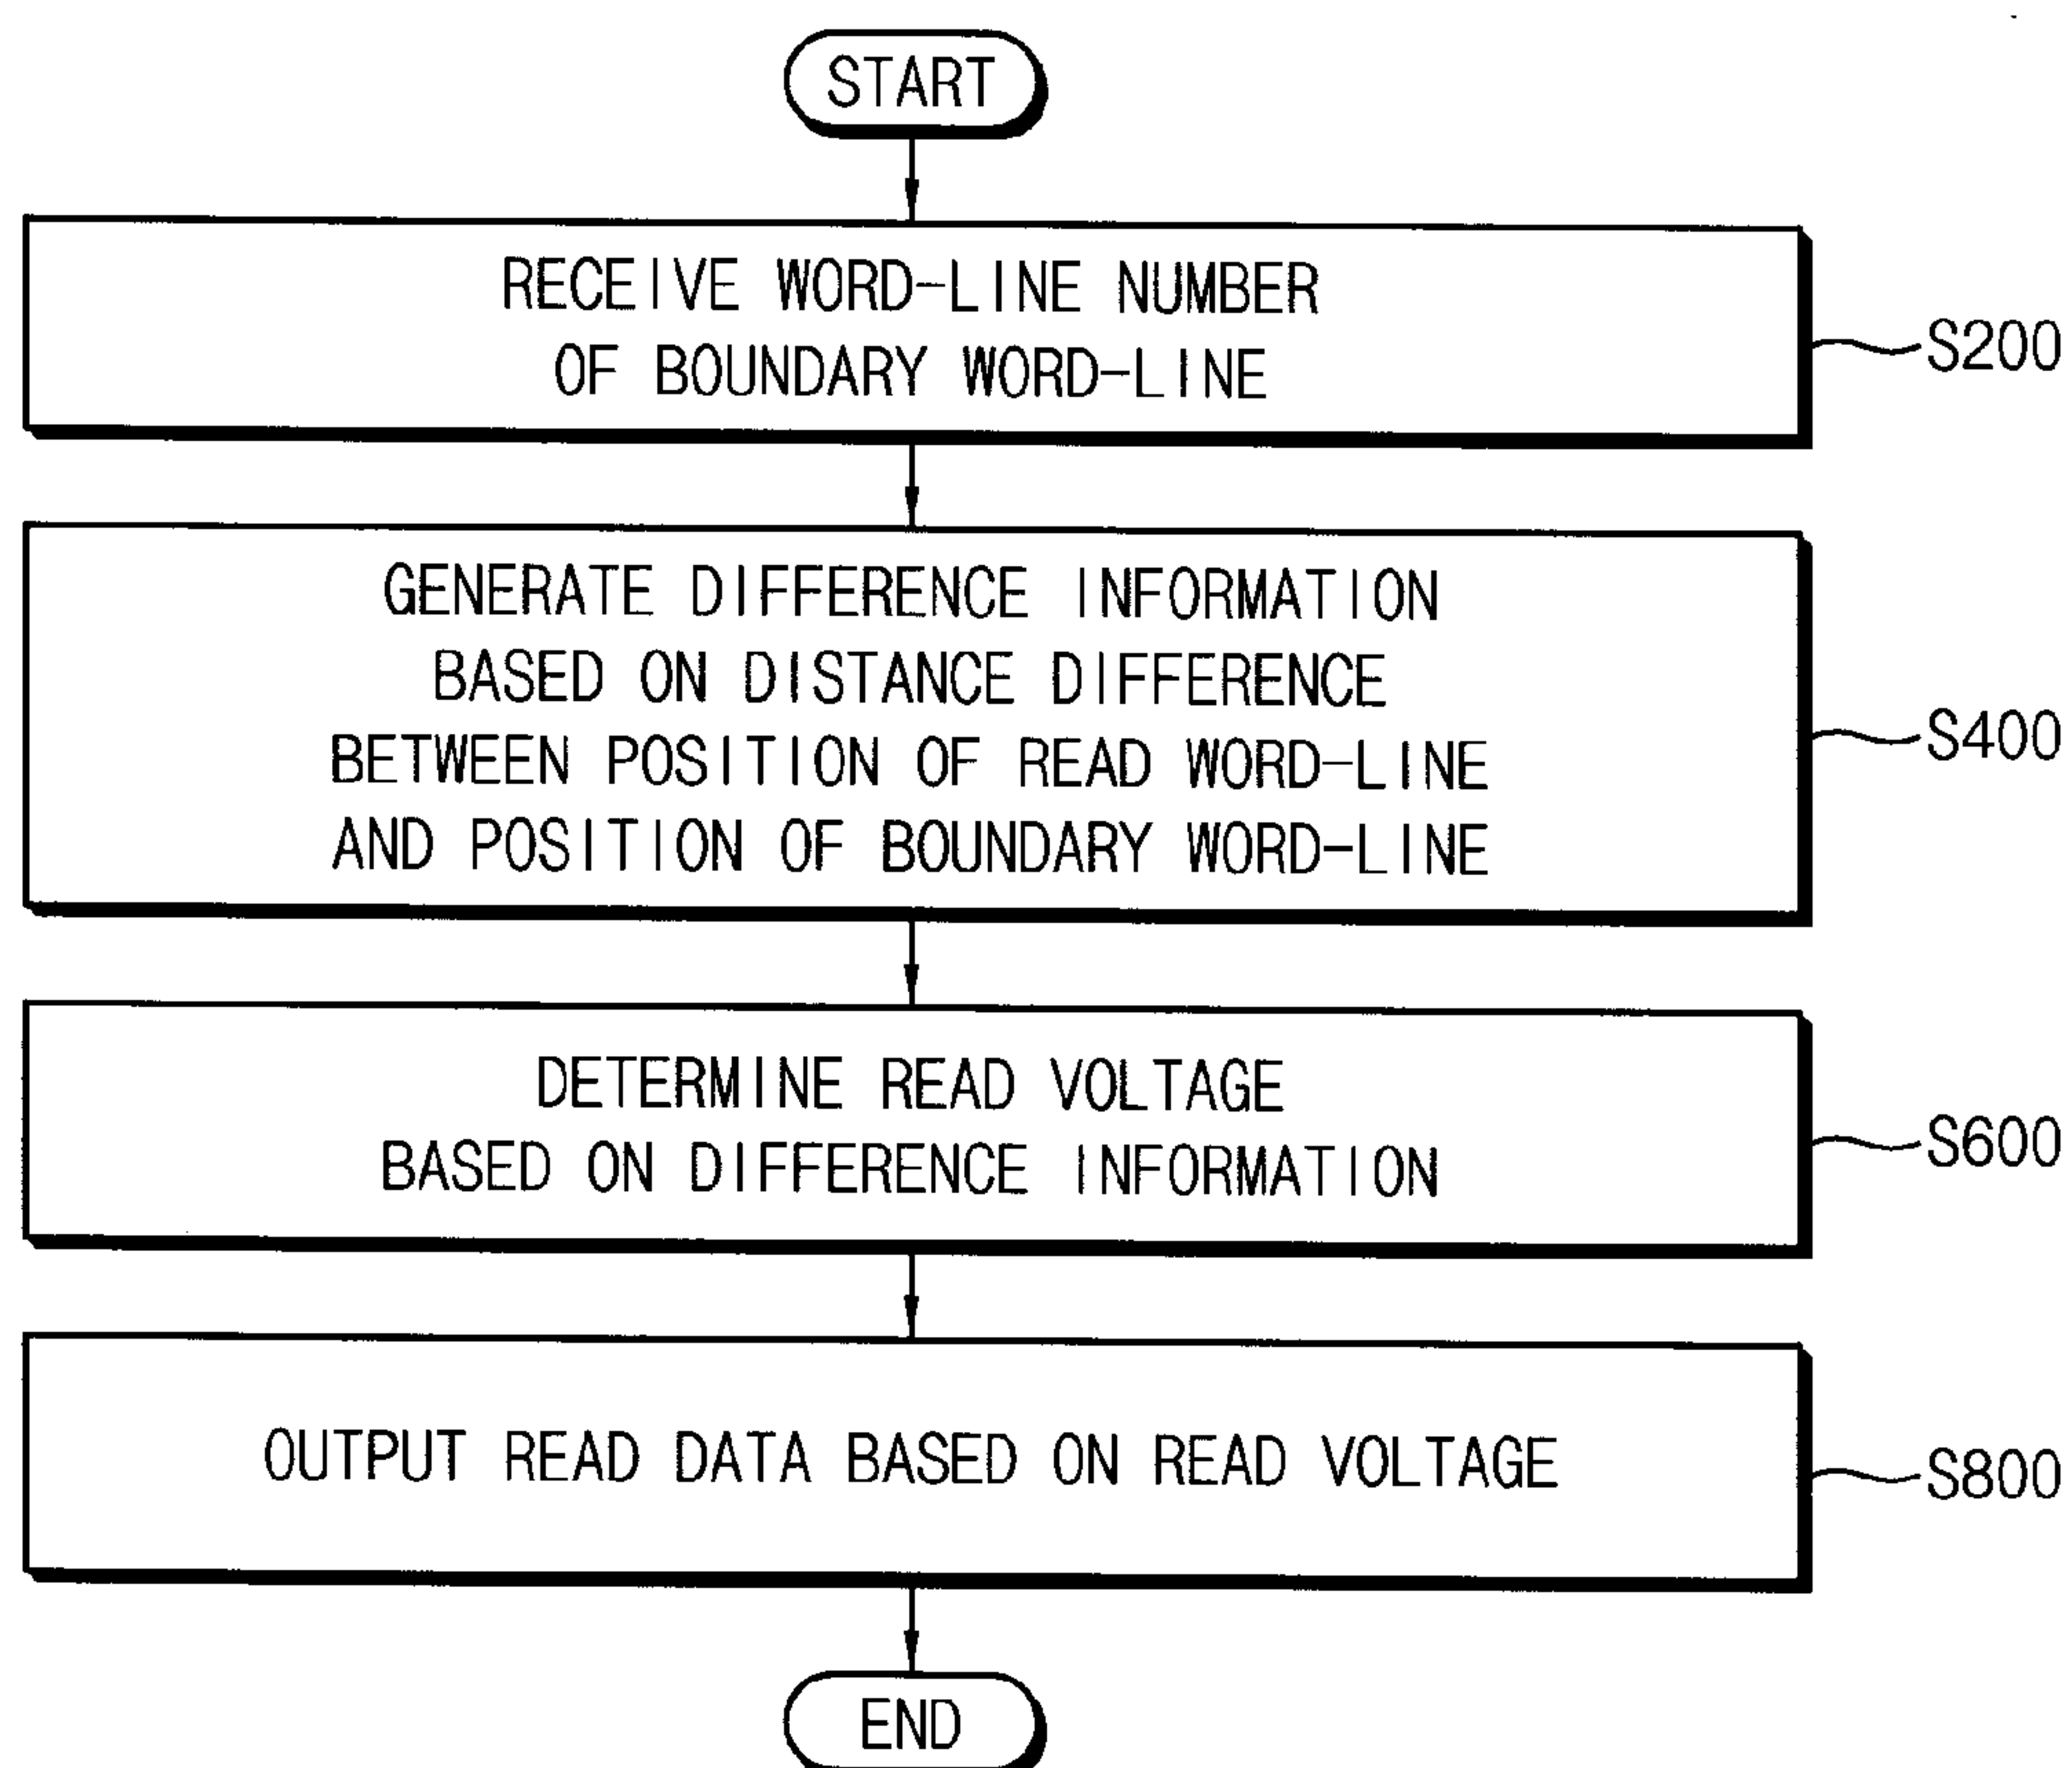 START
RECEIVE WORD-LINE NUMBER
OF BOUNDARY WORD-LINE
S200
GENERATE DIFFERENCE INFORMATION
BASED ON DISTANCE DIFFERENCE
BETWEEN POSITION OF READ WORD-LINE
AND POSITION OF BOUNDARY WORD-LINE
S400
DETERMINE READ VOLTAGE
BASED ON DIFFERENCE INFORMATION
S600
OUTPUT READ DATA BASED ON READ VOLTAGE
S800
END